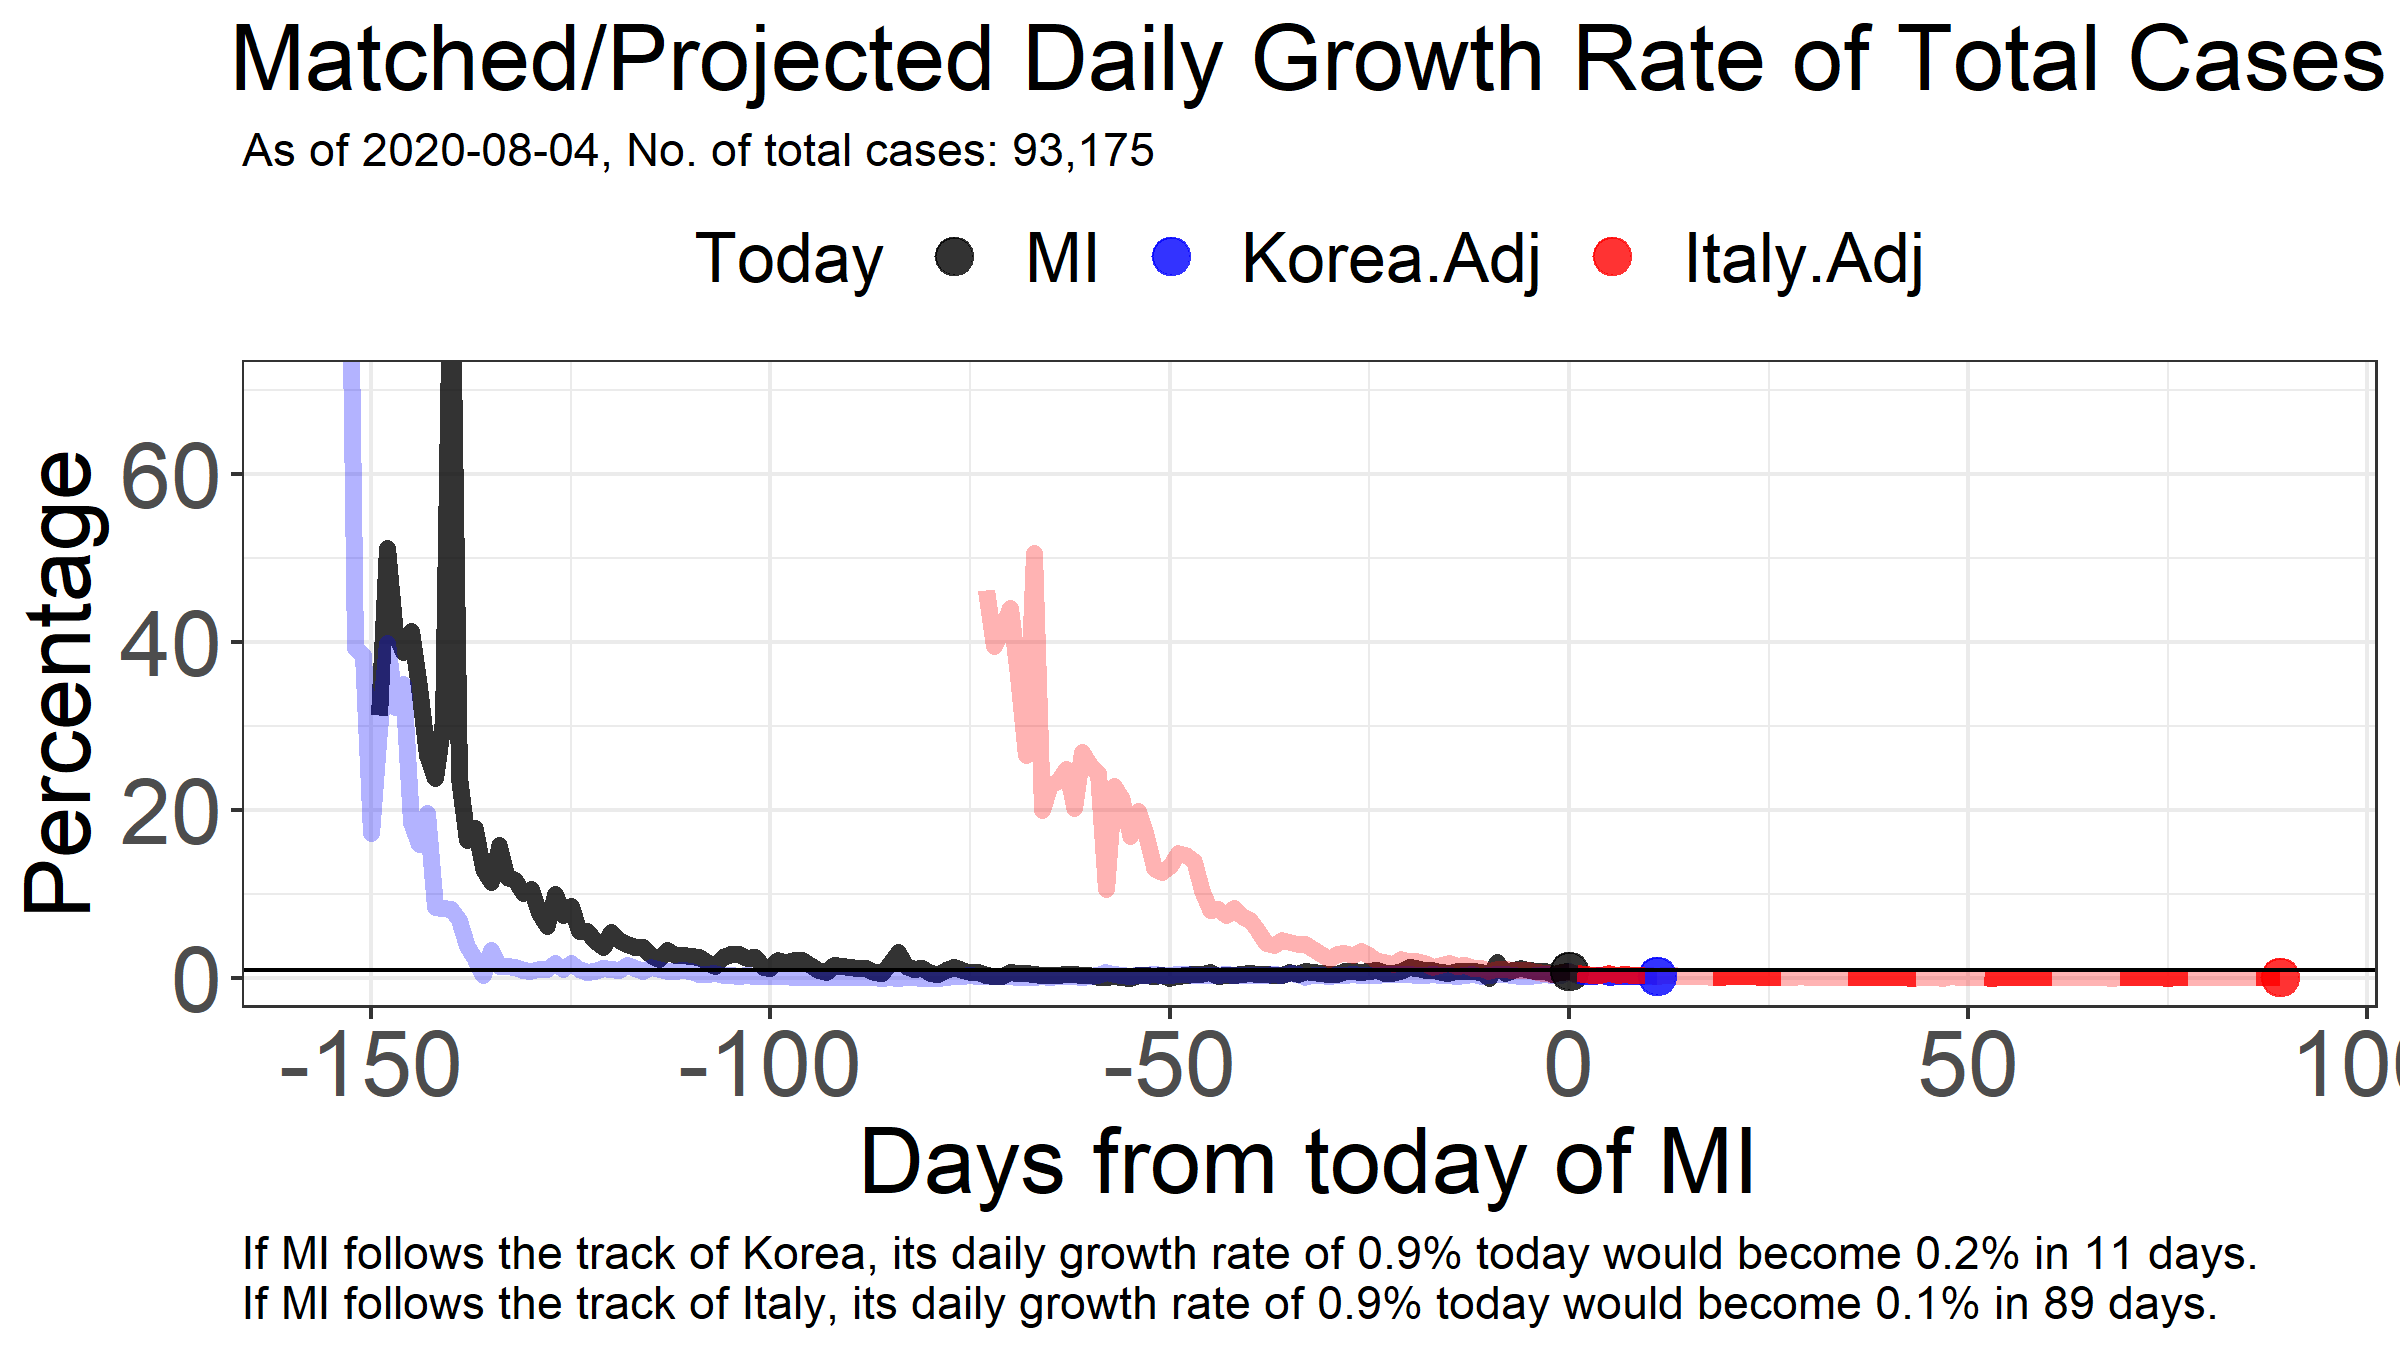 Matched/Projected Daily Growth Rate of Total Cases
As of 2020-08-04, No. of total cases: 93,175
Today MI Korea.Adj Italy.Adj
Percentage
60
40
20
0
-150 -100 -50 0 50 100
Days from today of MI
If MI follows the track of Korea, its daily growth rate of 0.9% today would become 0.2% in 11 days.
If MI follows the track of Italy, its daily growth rate of 0.9% today would become 0.1% in 89 days.